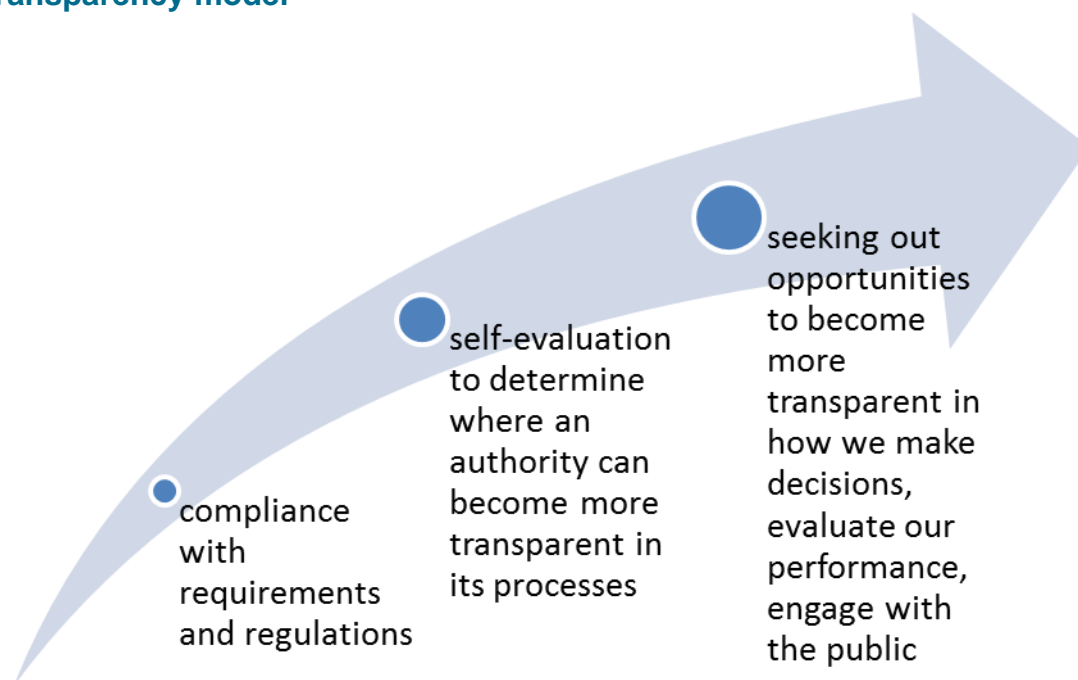 transparency model
compliance
with
requirements
and regulations
self-evaluation
to determine
where an
authority can
become more
transparent in
its processes
seeking out
opportunities
to become
more
transparent in
how we make
decisions,
evaluate our
performance,
engage with
the public